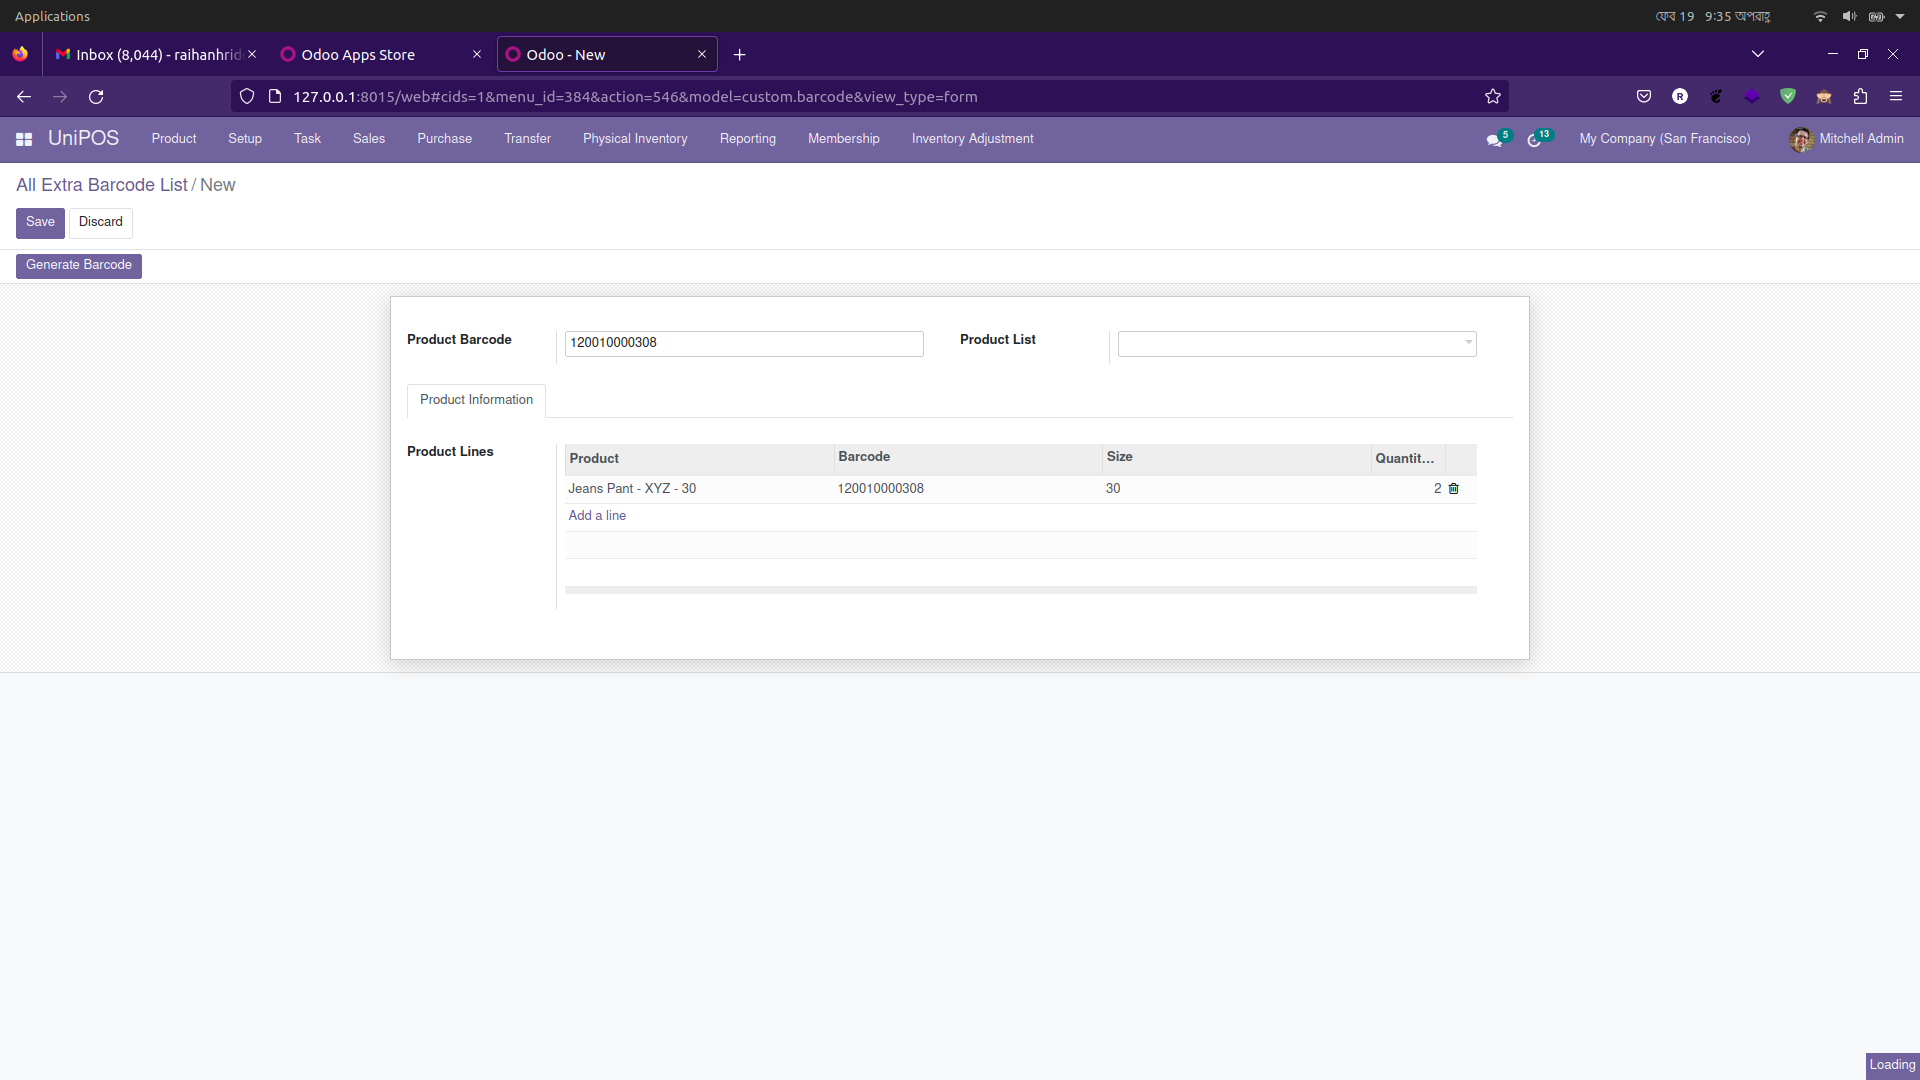 Applications
ফেব 19 9:35 অপরাহ্ণ
Inbox (8,044) - raihanhrid
Odoo Apps Store
Odoo - New
127.0.0.1:8015/web#cids=1&menu_id=384&action=546&model=custom.barcode&view_type=form
UniPOS Product Setup Task Sales Purchase Transfer Physical Inventory Reporting Membership Inventory Adjustment 5 13 My Company (San Francisco) Mitchell Admin
All Extra Barcode List / New
Save Discard
Generate Barcode
Product Barcode 120010000308 Product List
Product Information
Product Lines
Product Barcode Size Quantit...
Jeans Pant - XYZ - 30 120010000308 30 2
Add a line
Loading